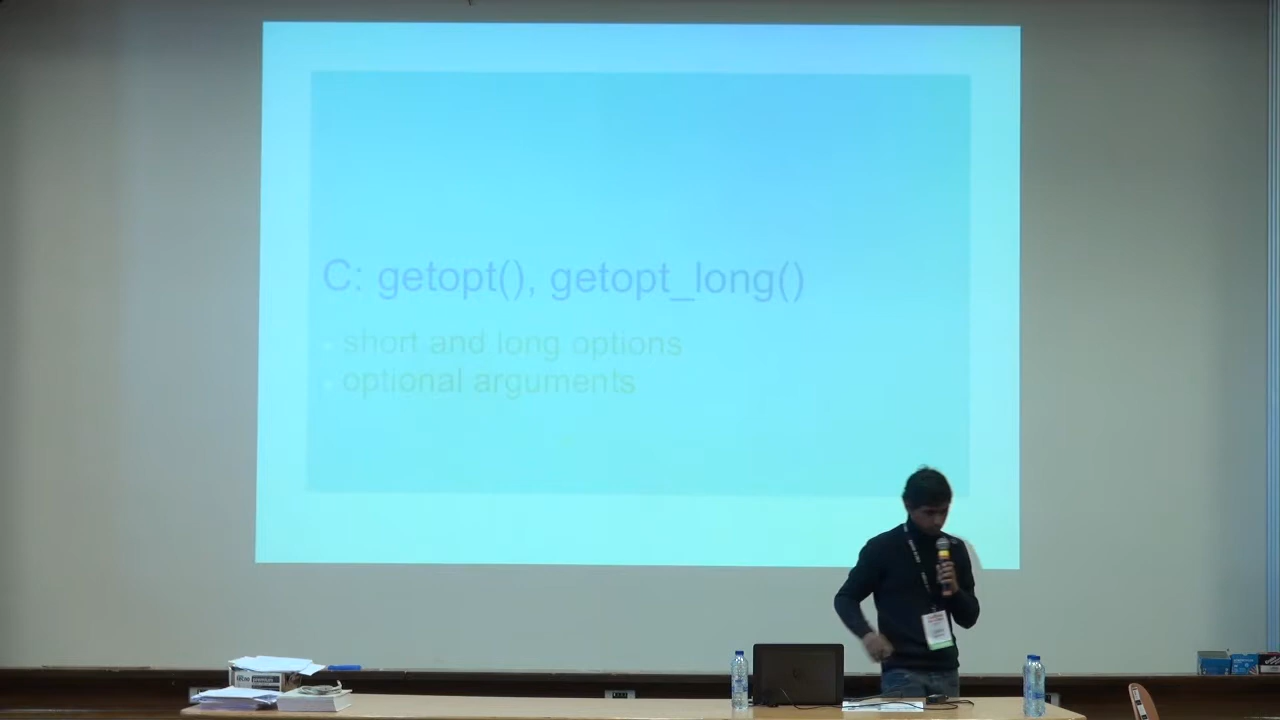 C: getopt(), getopt_long()
short and long options
optional arguments